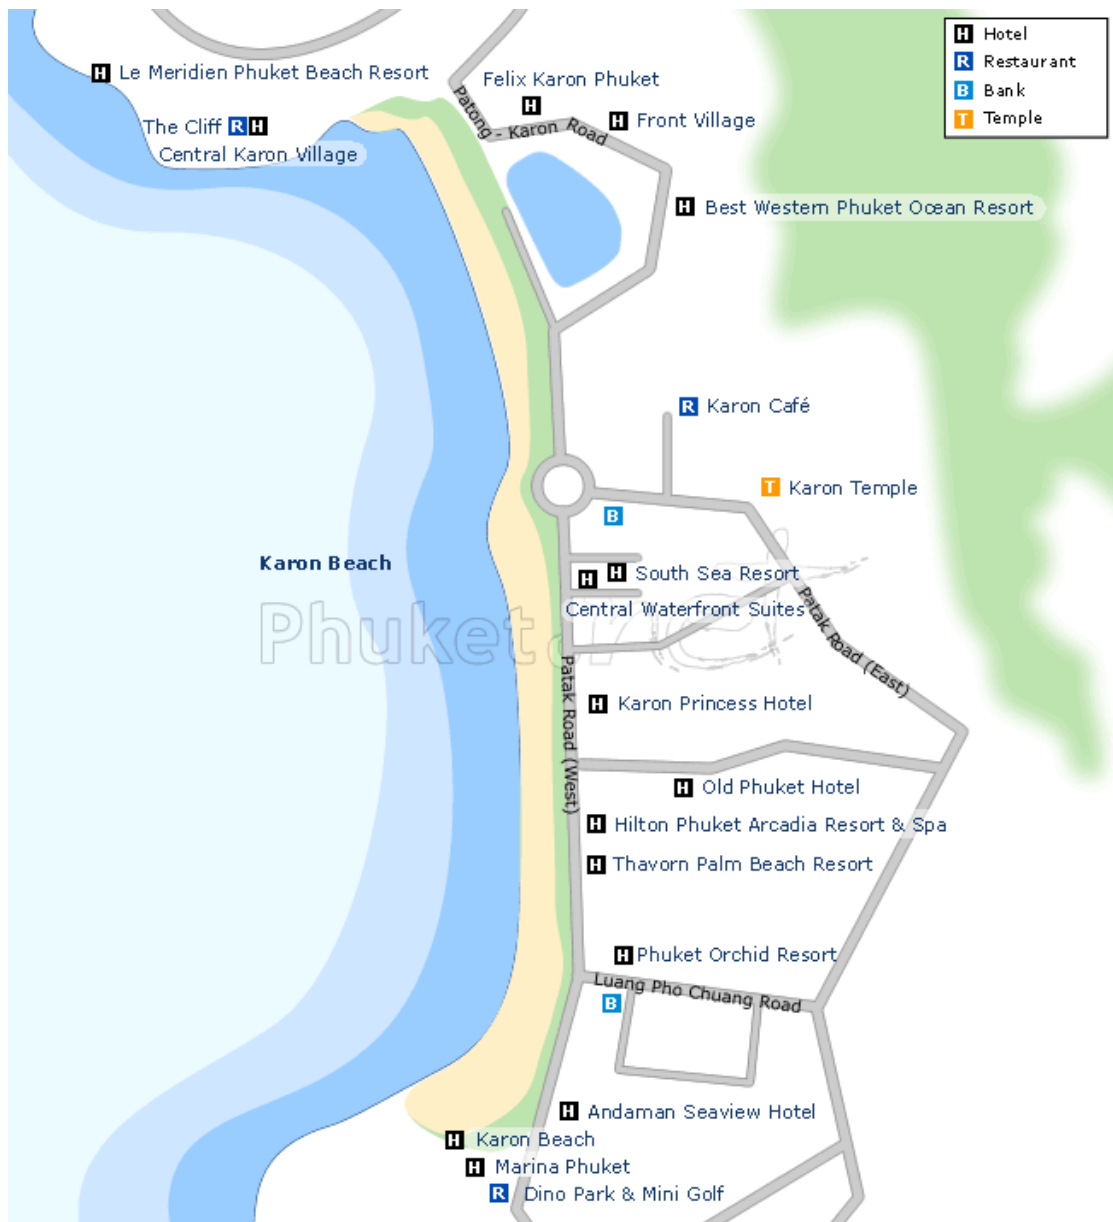 H Hotel
R Restaurant
B Bank
T Temple
H Le Meridien Phuket Beach Resort
Felix Karon Phuket
H
H Front Village
The Cliff R H
Central Karon Village
Patong - Karon Road
H Best Western Phuket Ocean Resort
R Karon Café
T Karon Temple
B
Karon Beach
H H South Sea Resort
Central Waterfront Suites
Phuket.net
Patak Road (East)
Patak Road (West)
H Karon Princess Hotel
H Old Phuket Hotel
H Hilton Phuket Arcadia Resort & Spa
H Thavorn Palm Beach Resort
H Phuket Orchid Resort
Luang Pho Chuang Road
B
H Andaman Seaview Hotel
H Karon Beach
H Marina Phuket
R Dino Park & Mini Golf